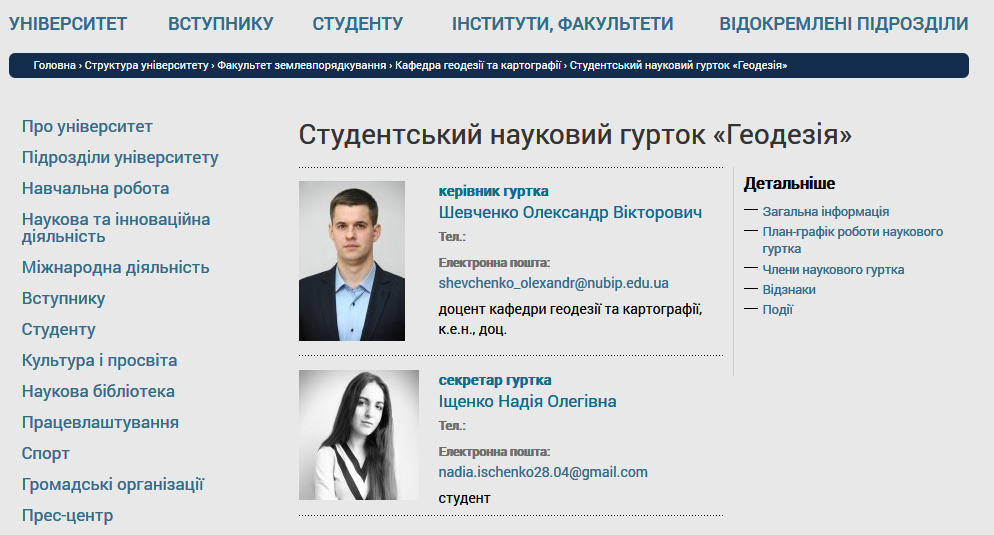 УНІВЕРСИТЕТ ВСТУПНИКУ СТУДЕНТУ ІНСТИТУТИ, ФАКУЛЬТЕТИ ВІДОКРЕМЛЕНІ ПІДРОЗДІЛИ
Головна › Структура університету › Факультет землевпорядкування › Кафедра геодезії та картографії › Студентський науковий гурток «Геодезія»
Про університет
Підрозділи університету
Навчальна робота
Наукова та інноваційна
діяльність
Міжнародна діяльність
Вступнику
Студенту
Культура і просвіта
Наукова бібліотека
Працевлаштування
Спорт
Громадські організації
Прес-центр
Студентський науковий гурток «Геодезія»
керівник гуртка
Шевченко Олександр Вікторович
Тел.:
Електронна пошта:
shevchenko_olexandr@nubip.edu.ua
доцент кафедри геодезії та картографії,
к.е.н., доц.
секретар гуртка
Іщенко Надія Олегівна
Тел.:
Електронна пошта:
nadia.ischenko28.04@gmail.com
студент
Детальніше
Загальна інформація
План-графік роботи наукового
гуртка
Члени наукового гуртка
Відзнаки
Події